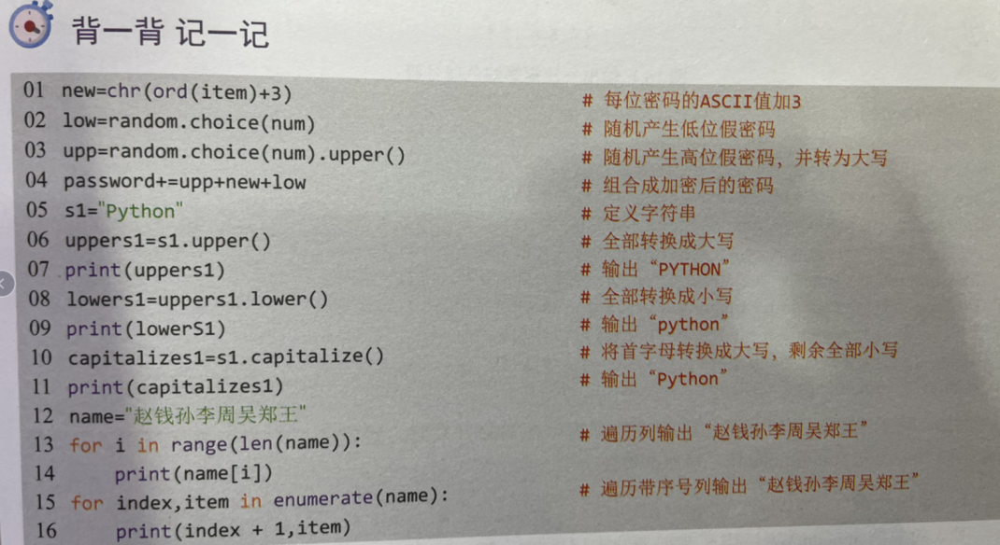 背一背 记一记
01 new=chr(ord(item)+3) # 每位密码的ASCII值加3
02 low=random.choice(num) # 随机产生低位假密码
03 upp=random.choice(num).upper() # 随机产生高位假密码，并转为大写
04 password+=upp+new+low # 组合成加密后的密码
05 s1="Python" # 定义字符串
06 uppers1=s1.upper() # 全部转换成大写
07 print(uppers1) # 输出“PYTHON”
08 lowers1=uppers1.lower() # 全部转换成小写
09 print(lowerS1) # 输出“python”
10 capitalizes1=s1.capitalize() # 将首字母转换成大写，剩余全部小写
11 print(capitalizes1) # 输出“Python”
12 name="赵钱孙李周吴郑王"
13 for i in range(len(name)): # 遍历列输出“赵钱孙李周吴郑王”
14 print(name[i])
15 for index,item in enumerate(name): # 遍历带序号列输出“赵钱孙李周吴郑王”
16 print(index + 1,item)